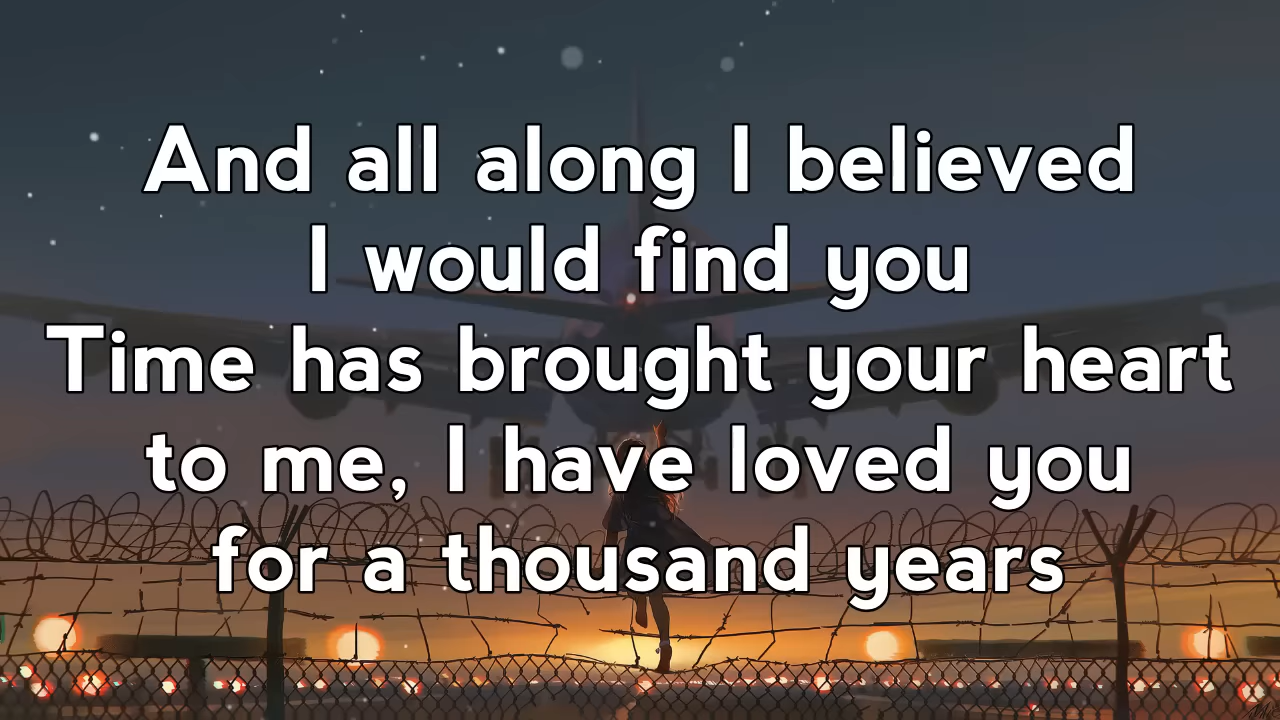 And all along I believed
I would find you
Time has brought your heart
to me, I have loved you
for a thousand years